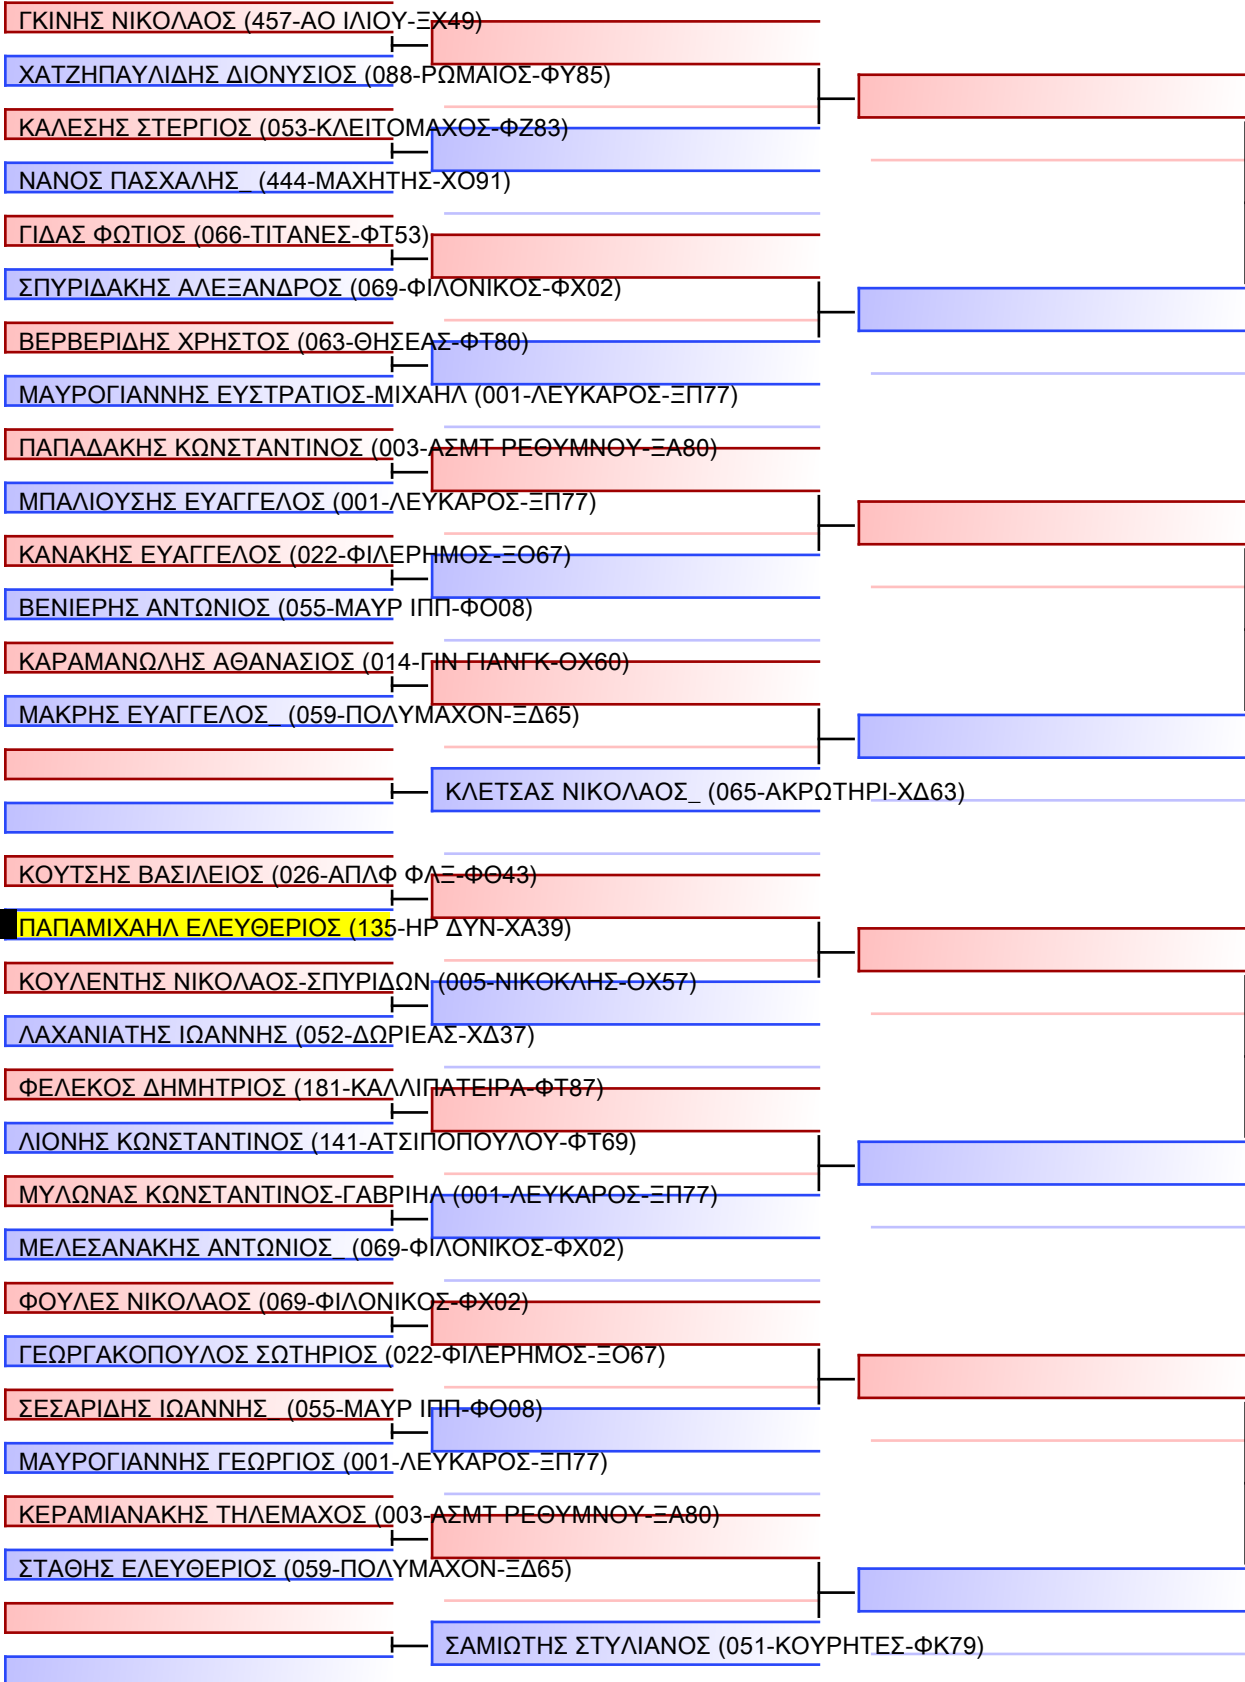 ΓΚΙΝΗΣ ΝΙΚΟΛΑΟΣ (457-ΑΟ ΙΛΙΟΥ-ΞΧ49)
ΧΑΤΖΗΠΑΥΛΙΔΗΣ ΔΙΟΝΥΣΙΟΣ (088-ΡΩΜΑΙΟΣ-ΦΥ85)
ΚΑΛΕΣΗΣ ΣΤΕΡΓΙΟΣ (053-ΚΛΕΙΤΟΜΑΧΟΣ-ΦΖ83)
ΝΑΝΟΣ ΠΑΣΧΑΛΗΣ_ (444-ΜΑΧΗΤΗΣ-ΧΟ91)
ΓΙΔΑΣ ΦΩΤΙΟΣ (066-ΤΙΤΑΝΕΣ-ΦΤ53)
ΣΠΥΡΙΔΑΚΗΣ ΑΛΕΞΑΝΔΡΟΣ (069-ΦΙΛΟΝΙΚΟΣ-ΦΧ02)
ΒΕΡΒΕΡΙΔΗΣ ΧΡΗΣΤΟΣ (063-ΘΗΣΕΑΣ-ΦΤ80)
ΜΑΥΡΟΓΙΑΝΝΗΣ ΕΥΣΤΡΑΤΙΟΣ-ΜΙΧΑΗΛ (001-ΛΕΥΚΑΡΟΣ-ΞΠ77)
ΠΑΠΑΔΑΚΗΣ ΚΩΝΣΤΑΝΤΙΝΟΣ (003-ΑΣΜΤ ΡΕΘΥΜΝΟΥ-ΞΑ80)
ΜΠΑΛΙΟΥΣΗΣ ΕΥΑΓΓΕΛΟΣ (001-ΛΕΥΚΑΡΟΣ-ΞΠ77)
ΚΑΝΑΚΗΣ ΕΥΑΓΓΕΛΟΣ (022-ΦΙΛΕΡΗΜΟΣ-ΞΟ67)
ΒΕΝΙΕΡΗΣ ΑΝΤΩΝΙΟΣ (055-ΜΑΥΡ ΙΠΠ-ΦΟ08)
ΚΑΡΑΜΑΝΩΛΗΣ ΑΘΑΝΑΣΙΟΣ (014-ΓΙΝ ΓΙΑΝΓΚ-ΟΧ60)
ΜΑΚΡΗΣ ΕΥΑΓΓΕΛΟΣ_ (059-ΠΟΛΥΜΑΧΟΝ-ΞΔ65)
ΚΛΕΤΣΑΣ ΝΙΚΟΛΑΟΣ_ (065-ΑΚΡΩΤΗΡΙ-ΧΔ63)
ΚΟΥΤΣΗΣ ΒΑΣΙΛΕΙΟΣ (026-ΑΠΛΦ ΦΛΞ-ΦΘ43)
ΠΑΠΑΜΙΧΑΗΛ ΕΛΕΥΘΕΡΙΟΣ (135-ΗΡ ΔΥΝ-ΧΑ39)
ΚΟΥΛΕΝΤΗΣ ΝΙΚΟΛΑΟΣ-ΣΠΥΡΙΔΩΝ (005-ΝΙΚΟΚΛΗΣ-ΟΧ57)
ΛΑΧΑΝΙΑΤΗΣ ΙΩΑΝΝΗΣ (052-ΔΩΡΙΕΑΣ-ΧΔ37)
ΦΕΛΕΚΟΣ ΔΗΜΗΤΡΙΟΣ (181-ΚΑΛΛΙΠΑΤΕΙΡΑ-ΦΤ87)
ΛΙΟΝΗΣ ΚΩΝΣΤΑΝΤΙΝΟΣ (141-ΑΤΣΙΠΟΠΟΥΛΟΥ-ΦΤ69)
ΜΥΛΩΝΑΣ ΚΩΝΣΤΑΝΤΙΝΟΣ-ΓΑΒΡΙΗΛ (001-ΛΕΥΚΑΡΟΣ-ΞΠ77)
ΜΕΛΕΣΑΝΑΚΗΣ ΑΝΤΩΝΙΟΣ_ (069-ΦΙΛΟΝΙΚΟΣ-ΦΧ02)
ΦΟΥΛΕΣ ΝΙΚΟΛΑΟΣ (069-ΦΙΛΟΝΙΚΟΣ-ΦΧ02)
ΓΕΩΡΓΑΚΟΠΟΥΛΟΣ ΣΩΤΗΡΙΟΣ (022-ΦΙΛΕΡΗΜΟΣ-ΞΟ67)
ΣΕΣΑΡΙΔΗΣ ΙΩΑΝΝΗΣ_ (055-ΜΑΥΡ ΙΠΠ-ΦΟ08)
ΜΑΥΡΟΓΙΑΝΝΗΣ ΓΕΩΡΓΙΟΣ (001-ΛΕΥΚΑΡΟΣ-ΞΠ77)
ΚΕΡΑΜΙΑΝΑΚΗΣ ΤΗΛΕΜΑΧΟΣ (003-ΑΣΜΤ ΡΕΘΥΜΝΟΥ-ΞΑ80)
ΣΤΑΘΗΣ ΕΛΕΥΘΕΡΙΟΣ (059-ΠΟΛΥΜΑΧΟΝ-ΞΔ65)
ΣΑΜΙΩΤΗΣ ΣΤΥΛΙΑΝΟΣ (051-ΚΟΥΡΗΤΕΣ-ΦΚ79)